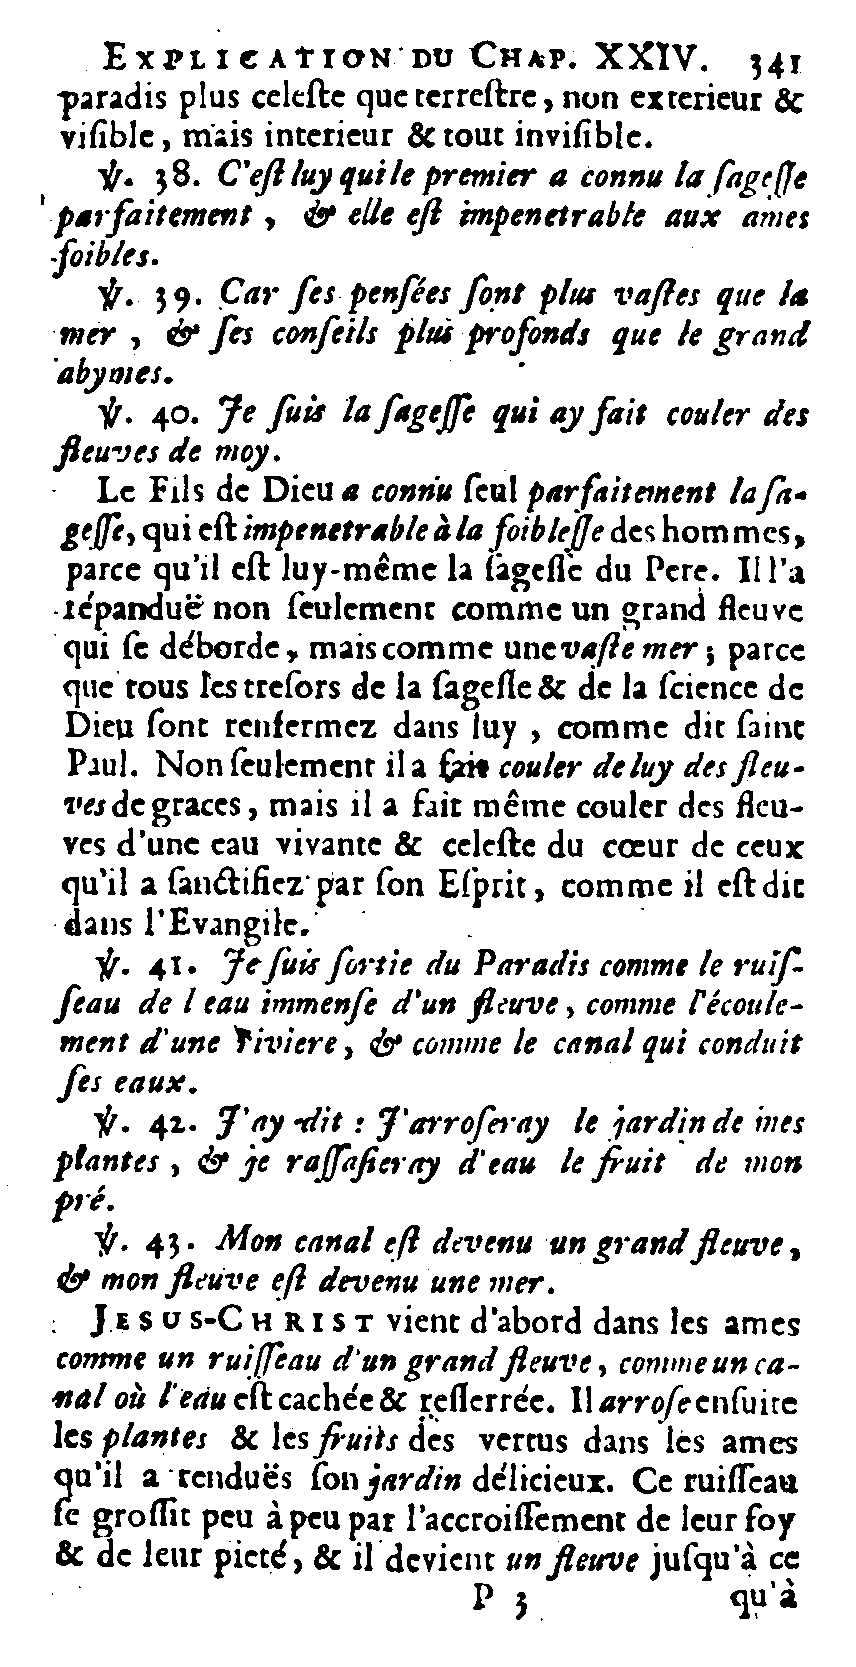 EXPLICATION DU CHAP. XXIV. 341
paradis plus celeſte que terreſtre, non exterieur &
viſible, mais interieur & tout inviſible.
℣. 38. C'eſt luy qui le premier a connu la ſageſſe
parfaitement, & elle eſt impenetrable aux ames
foibles.
℣. 39. Car ſes penſées ſont plus vaſtes que la
mer, & ſes conſeils plus profonds que le grand
abymes.
℣. 40. Je ſuis la ſageſſe qui ay fait couler des
fleuves de moy.
Le Fils de Dieu a connu ſeul parfaitement la ſa-
geſſe, qui eſt impenetrable à la foibleſſe des hommes,
parce qu'il eſt luy-même la ſageſſe du Pere. Il l'a
répanduë non ſeulement comme un grand fleuve
qui ſe déborde, mais comme une vaſte mer; parce
que tous les treſors de la ſageſſe & de la ſcience de
Dieu ſont renfermez dans luy, comme dit ſaint
Paul. Non ſeulement il a fait couler de luy des fleu-
ves de graces, mais il a fait même couler des fleu-
ves d'une eau vivante & celeſte du cœur de ceux
qu'il a ſanctifiez par ſon Eſprit, comme il eſt dit
dans l'Evangile.
℣. 41. Je ſuis ſortie du Paradis comme le ruiſ-
ſeau de l eau immenſe d'un fleuve, comme l'écoule-
ment d'une riviere, & comme le canal qui conduit
ſes eaux.
℣. 42. J'ay dit : J'arroſeray le jardin de mes
plantes, & je raſſaſieray d'eau le fruit de mon
pré.
℣. 43. Mon canal eſt devenu un grand fleuve,
& mon fleuve eſt devenu une mer.
JESUS-CHRIST vient d'abord dans les ames
comme un ruiſſeau d'un grand fleuve, comme un ca-
nal où l'eau eſt cachée & reſſerrée. Il arroſe enſuite
les plantes & les fruits des vertus dans les ames
qu'il a renduës ſon jardin délicieux. Ce ruiſſeau
ſe groſſit peu à peu par l'accroiſſement de leur foy
& de leur pieté, & il devient un fleuve juſqu'à ce
P 3 qu'à